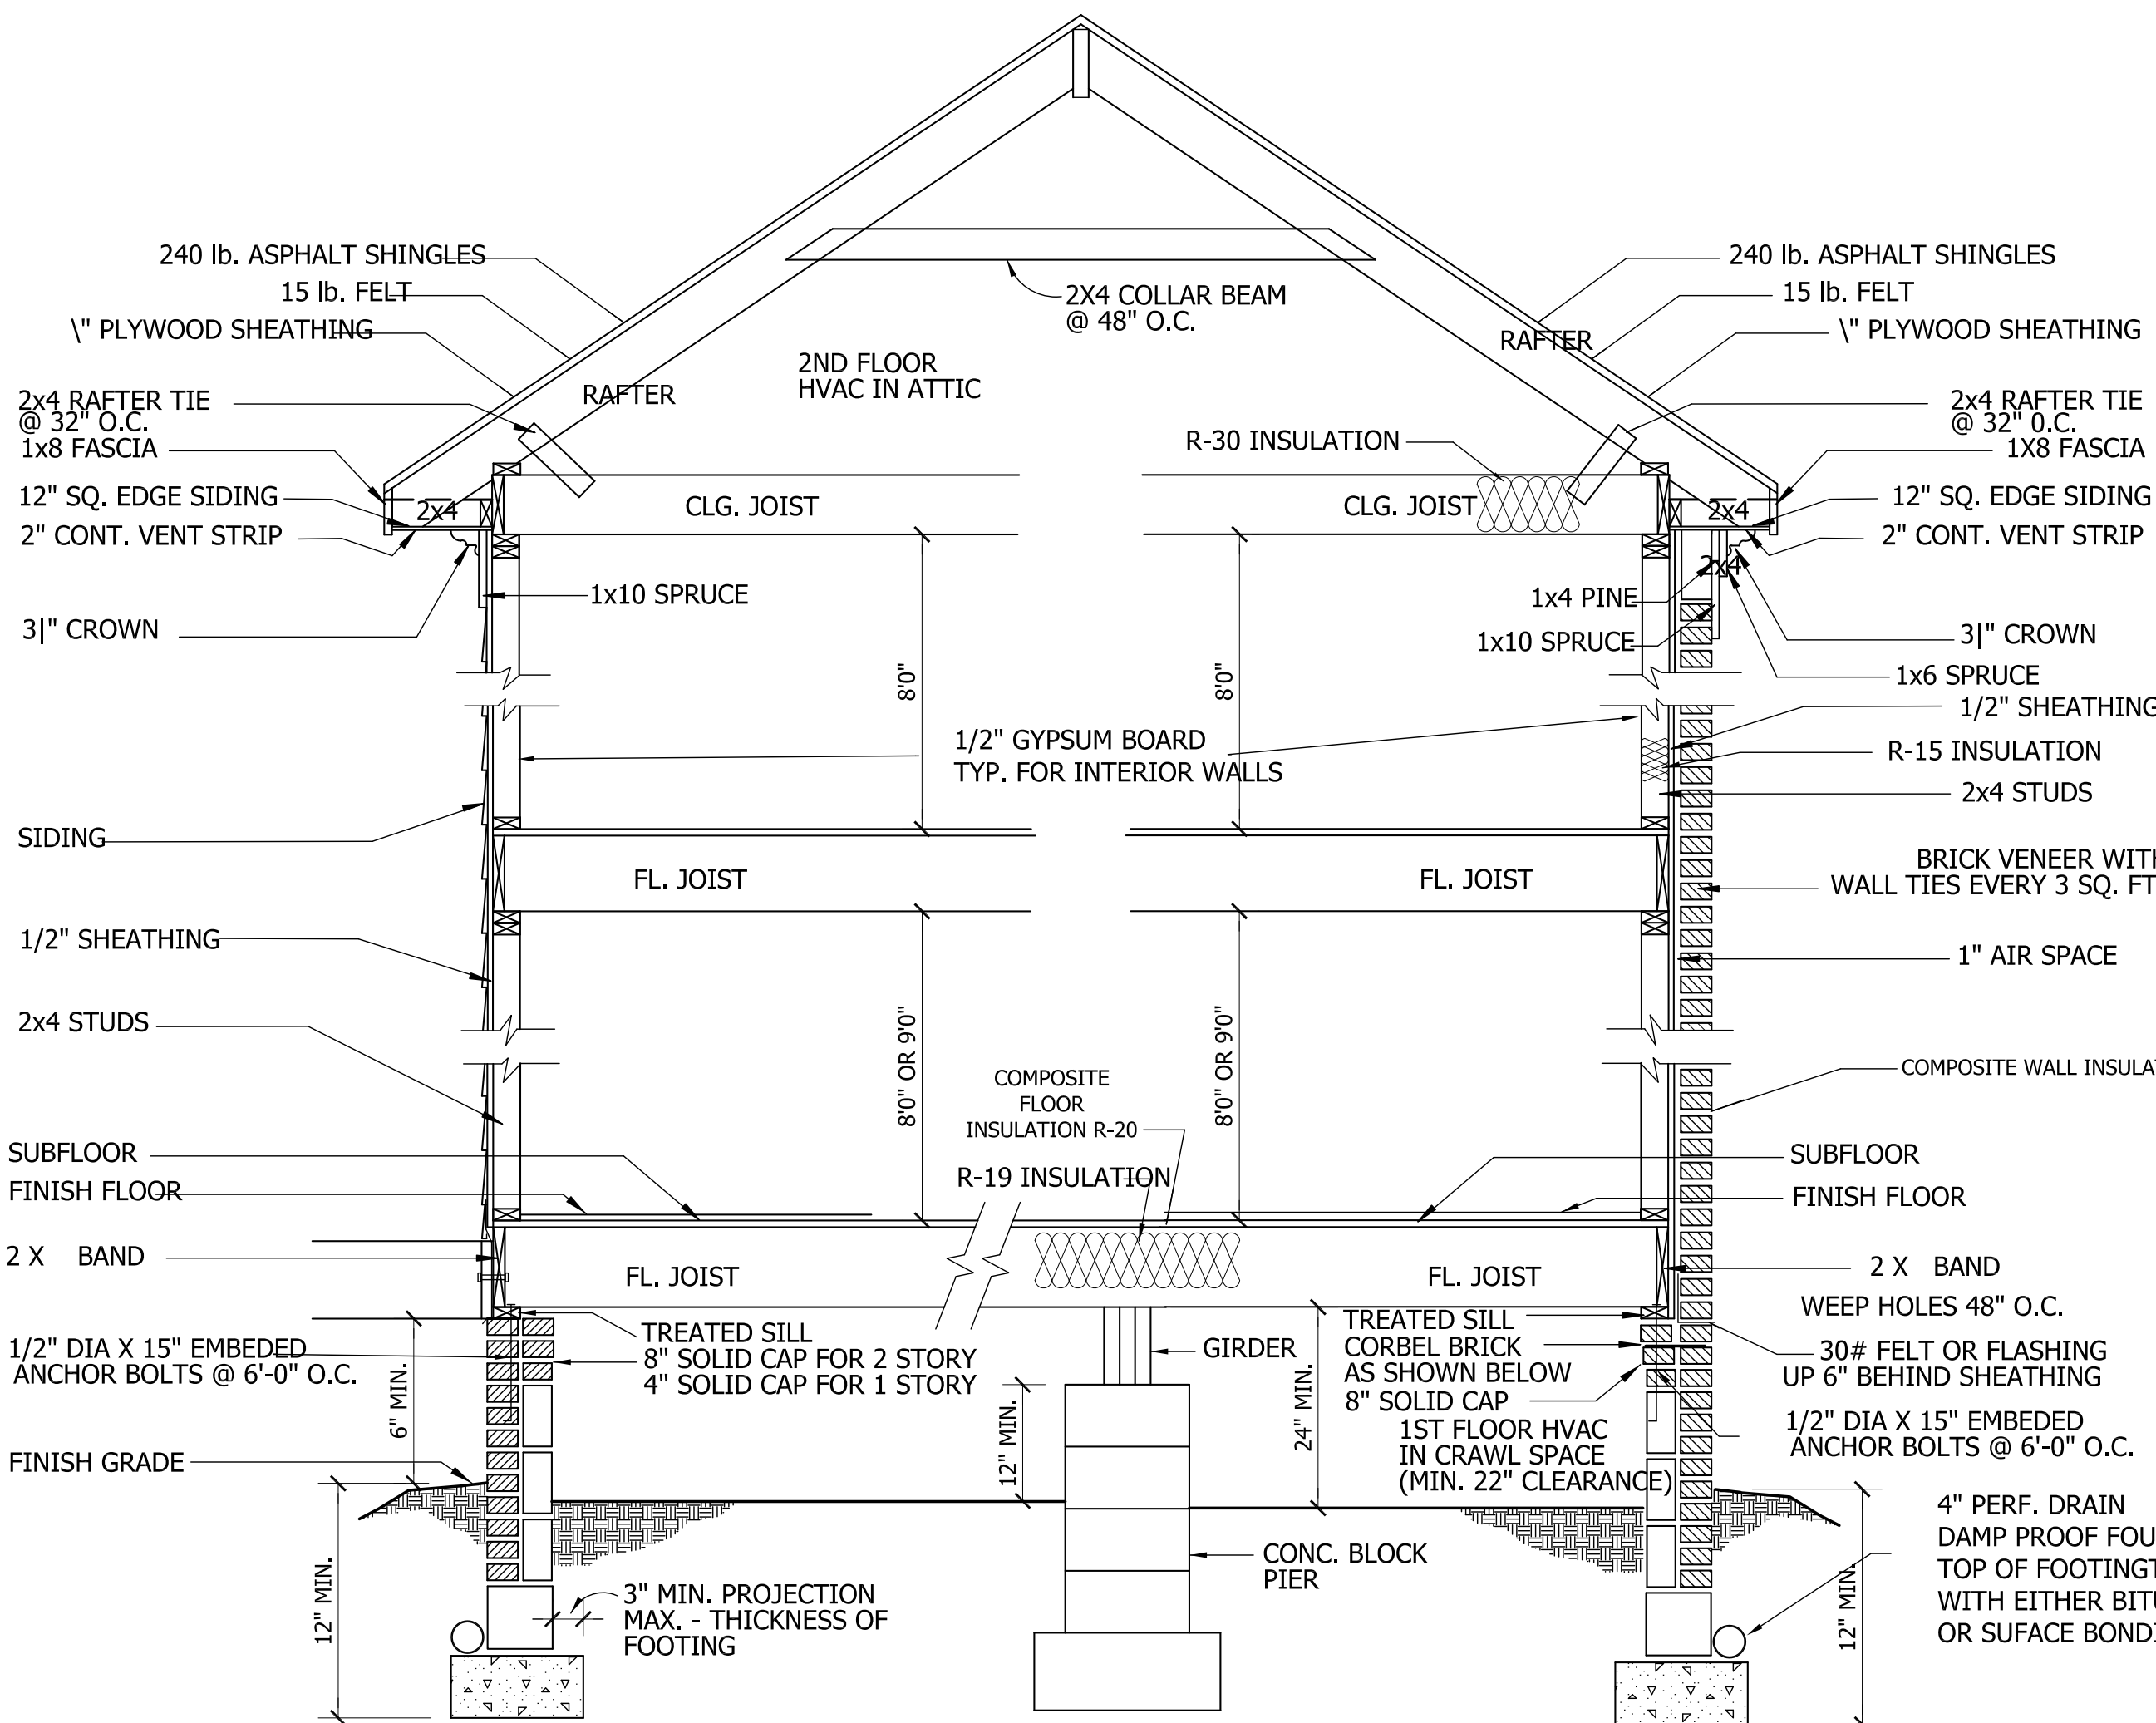 240 lb. ASPHALT SHINGLES
15 lb. FELT
\" PLYWOOD SHEATHING
2x4 RAFTER TIE
@ 32" O.C.
1x8 FASCIA
12" SQ. EDGE SIDING
2" CONT. VENT STRIP
3|" CROWN
SIDING
1/2" SHEATHING
2x4 STUDS
SUBFLOOR
FINISH FLOOR
2 X BAND
1/2" DIA X 15" EMBEDED
ANCHOR BOLTS @ 6'-0" O.C.
FINISH GRADE
12" MIN.
6" MIN.
2x4
RAFTER
2ND FLOOR
HVAC IN ATTIC
2X4 COLLAR BEAM
@ 48" O.C.
RAFTER
R-30 INSULATION
CLG. JOIST
CLG. JOIST
1x10 SPRUCE
8'0"
8'0"
1/2" GYPSUM BOARD
TYP. FOR INTERIOR WALLS
FL. JOIST
FL. JOIST
8'0" OR 9'0"
8'0" OR 9'0"
COMPOSITE
FLOOR
INSULATION R-20
R-19 INSULATION
FL. JOIST
FL. JOIST
TREATED SILL
8" SOLID CAP FOR 2 STORY
4" SOLID CAP FOR 1 STORY
GIRDER
12" MIN.
24" MIN.
TREATED SILL
CORBEL BRICK
AS SHOWN BELOW
8" SOLID CAP
1ST FLOOR HVAC
IN CRAWL SPACE
(MIN. 22" CLEARANCE)
CONC. BLOCK
PIER
3" MIN. PROJECTION
MAX. - THICKNESS OF
FOOTING
240 lb. ASPHALT SHINGLES
15 lb. FELT
\" PLYWOOD SHEATHING
2x4 RAFTER TIE
@ 32" 0.C.
1X8 FASCIA
2x4
12" SQ. EDGE SIDING
2" CONT. VENT STRIP
2x4
1x4 PINE
1x10 SPRUCE
3|" CROWN
1x6 SPRUCE
1/2" SHEATHING
R-15 INSULATION
2x4 STUDS
BRICK VENEER WITH
WALL TIES EVERY 3 SQ. FT
1" AIR SPACE
COMPOSITE WALL INSULAT
SUBFLOOR
FINISH FLOOR
2 X BAND
WEEP HOLES 48" O.C.
30# FELT OR FLASHING
UP 6" BEHIND SHEATHING
1/2" DIA X 15" EMBEDED
ANCHOR BOLTS @ 6'-0" O.C.
12" MIN.
4" PERF. DRAIN
DAMP PROOF FOU
TOP OF FOOTINGT
WITH EITHER BITU
OR SUFACE BONDI